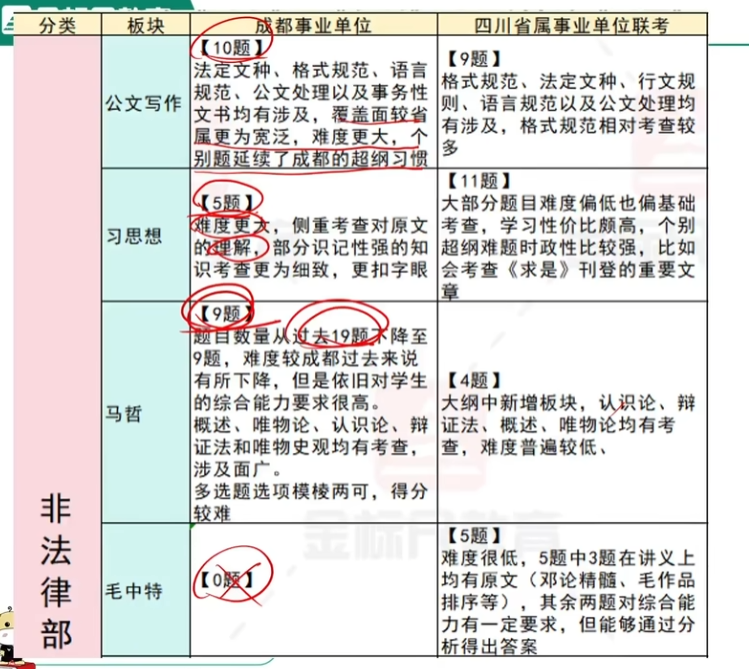 分类
板块
成都事业单位
四川省属事业单位联考
非法律部
公文写作
【10题】
法定文种、格式规范、语言
规范、公文处理以及事务性
文书均有涉及，覆盖面较省
属更为宽泛，难度更大，个
别题延续了成都的超纲习惯
【9题】
格式规范、法定文种、行文规
则、语言规范以及公文处理均
有涉及，格式规范相对考查较
多
习思想
【5题】
难度更大，侧重考查对原文
的理解，部分识记性强的知
识考查更为细致，更扣字眼
【11题】
大部分题目难度偏低也偏基础
考查，学习性价比颇高，个别
超纲难题时政性比较强，比如
会考查《求是》刊登的重要文
章
马哲
【9题】
题目数量从过去19题下降至
9题，难度较成都过去来说
有所下降，但是依旧对学生
的综合能力要求很高。
概述、唯物论、认识论、辩
证法和唯物史观均有考查，
涉及面广。
多选题选项模棱两可，得分
较难
【4题】
大纲中新增板块，认识论、辩
证法、概述、唯物论均有考
查，难度普遍较低、
毛中特
【0题】
【5题】
难度很低，5题中3题在讲义上
均有原文（邓论精髓、毛作品
排序等），其余两题对综合能
力有一定要求，但能够通过分
析得出答案
金标尺教育